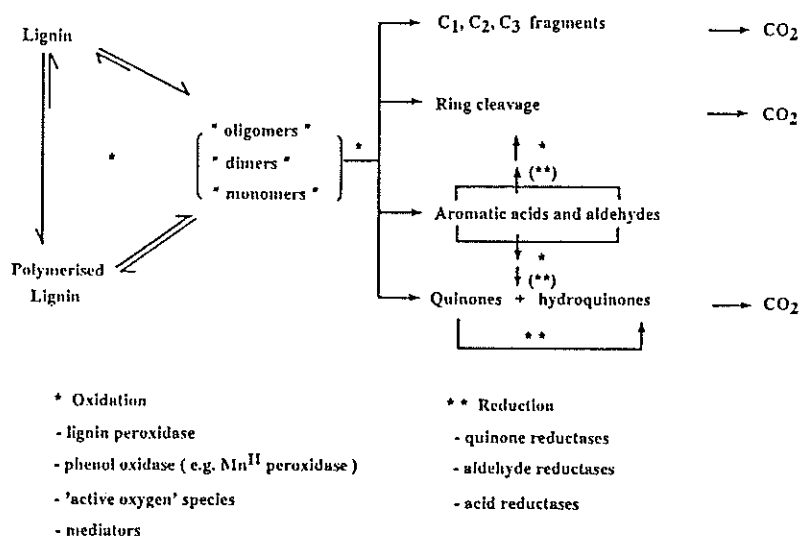 C1, C2, C3 fragments
CO2
Lignin
Ring cleavage
CO2
" oligomers "
" dimers "
" monomers "
*
*
*
(**)
Aromatic acids and aldehydes
*
(**)
Polymerised
Lignin
Quinones + hydroquinones
CO2
**
* Oxidation
- lignin peroxidase
- phenol oxidase ( e.g. MnII peroxidase )
- 'active oxygen' species
- mediators
** Reduction
- quinone reductases
- aldehyde reductases
- acid reductases